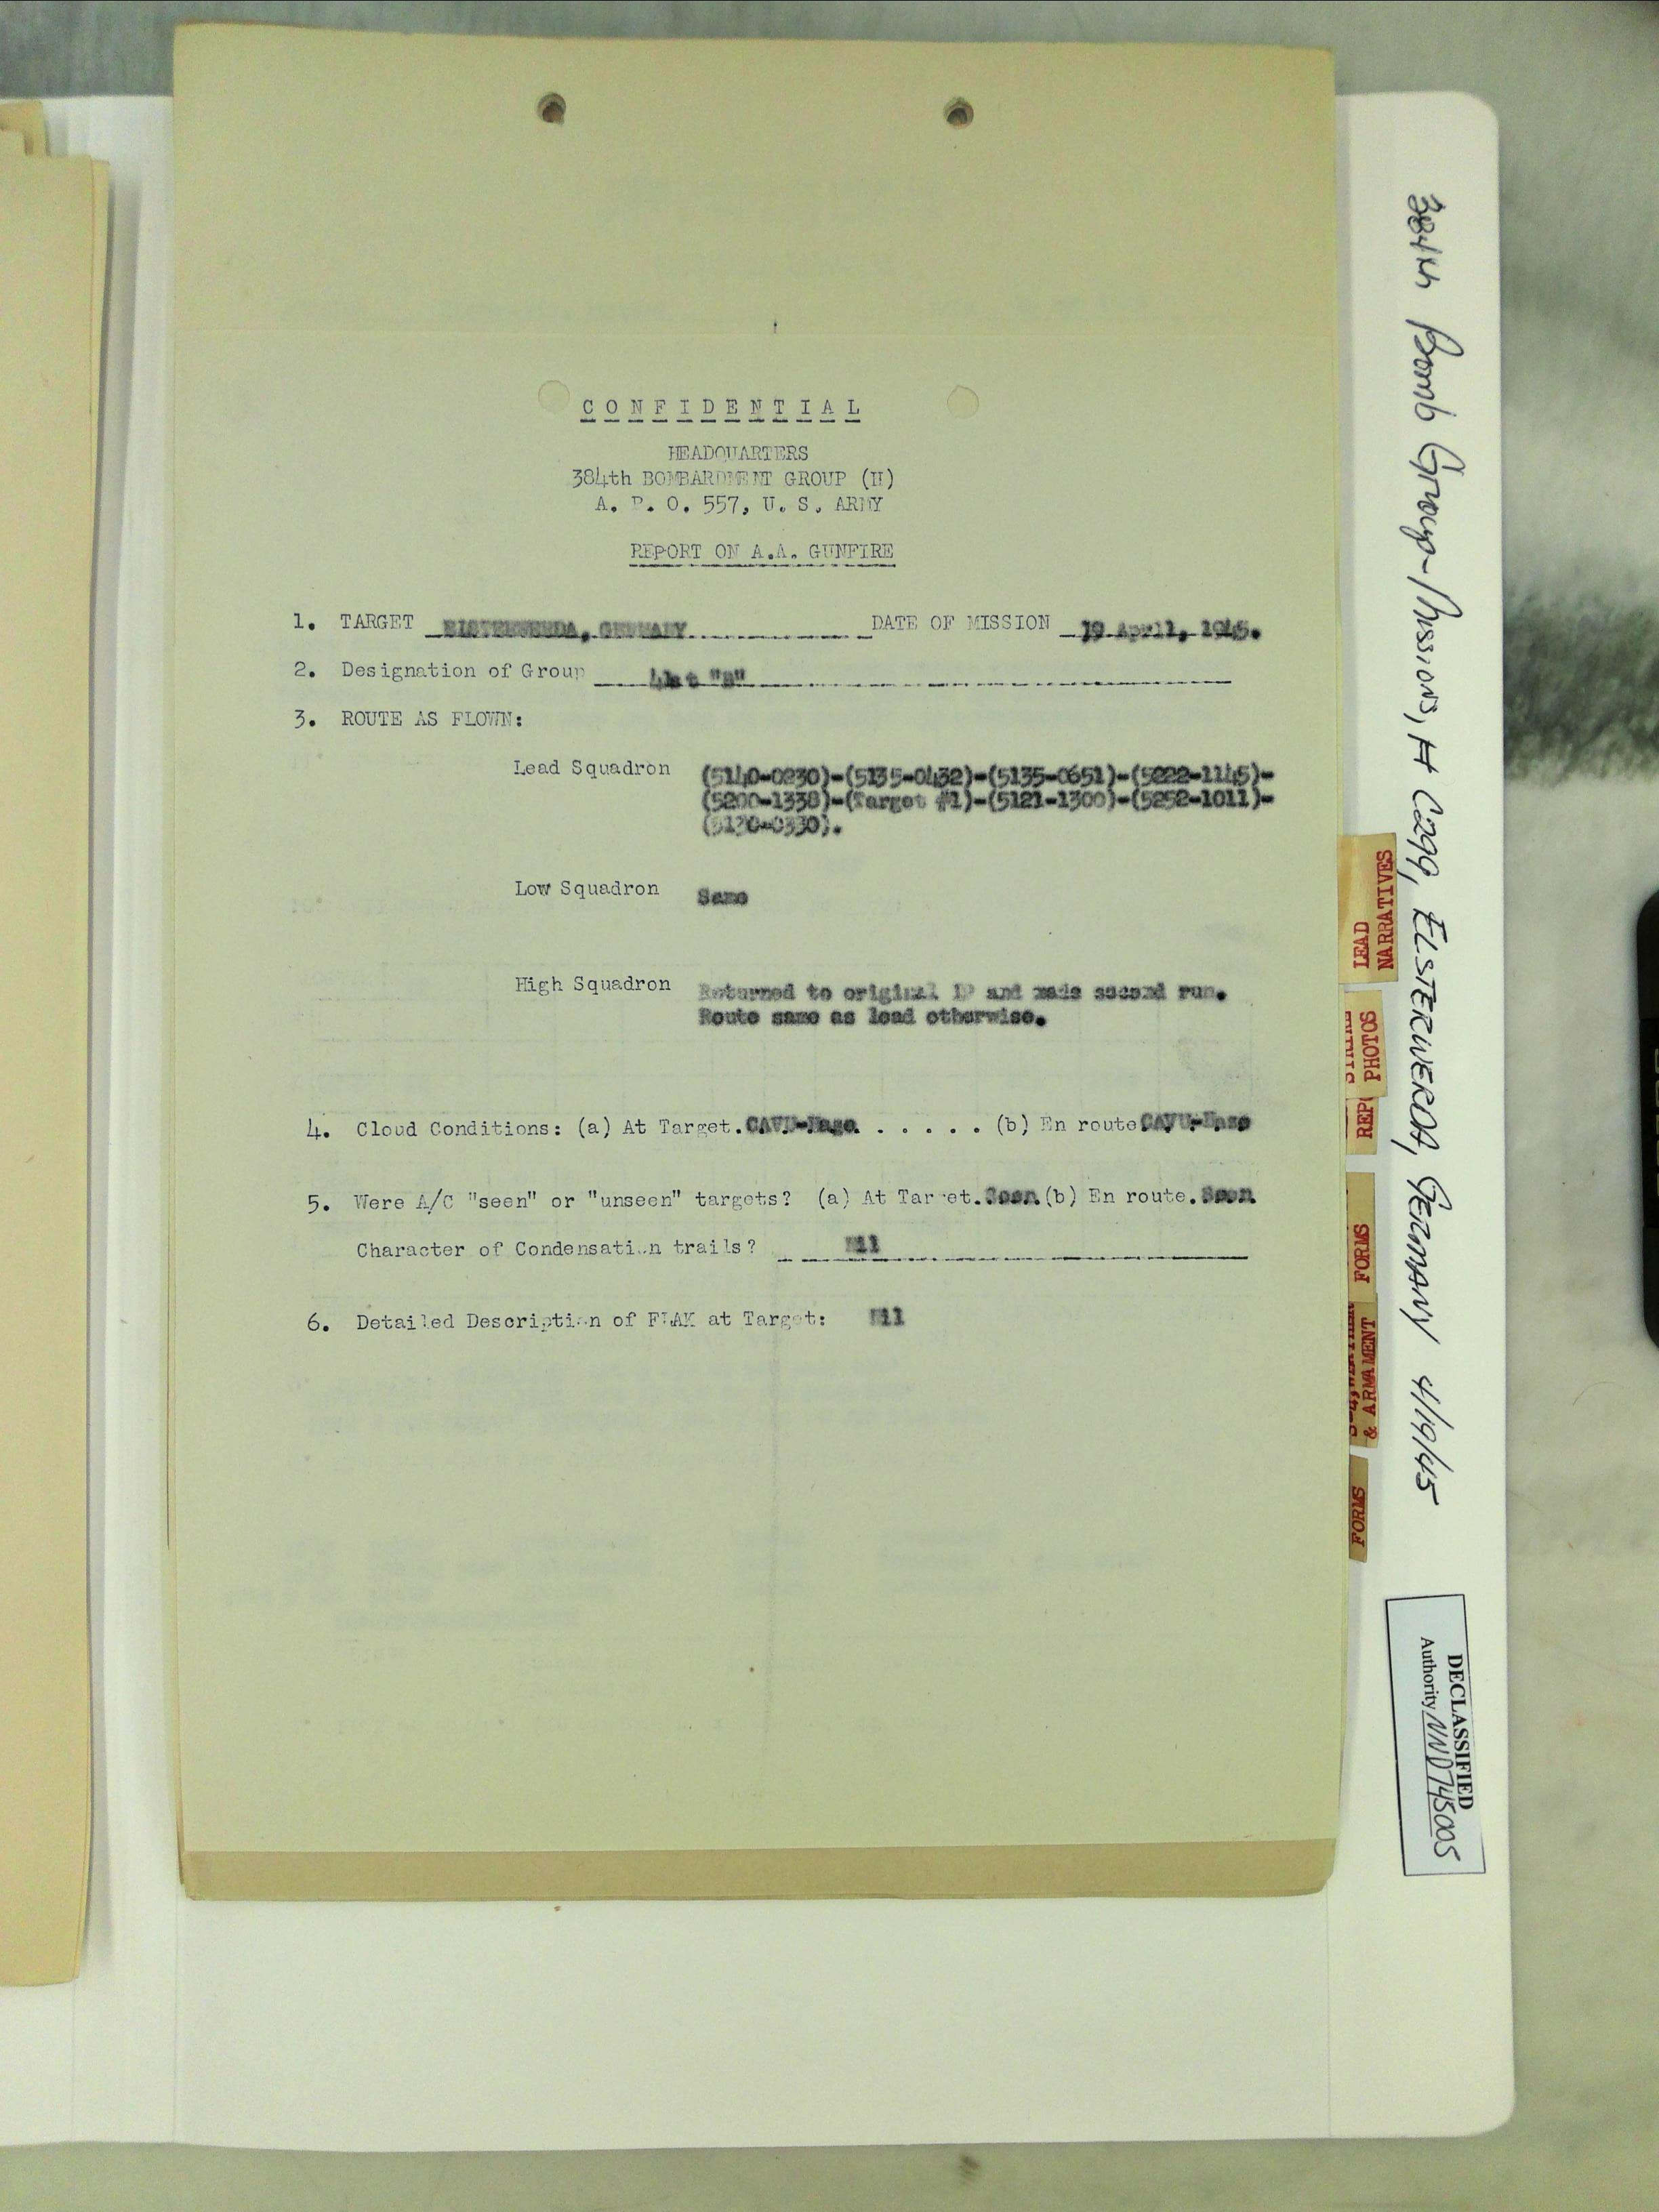 C O N F I D E N T I A L
HEADQUARTERS
384th BOMBARDMENT GROUP (H)
A. P. O. 557, U. S. ARMY
REPORT ON A.A. GUNFIRE
1. TARGET ELSTERWERDA, GERMANY DATE OF MISSION 19 April, 1945.
2. Designation of Group 41st "B"
3. ROUTE AS FLOWN:
Lead Squadron (5140-0230)-(5135-0432)-(5135-0651)-(5222-1145)-
(5200-1338)-(Target #1)-(5121-1300)-(5252-1011)-
(5130-0330).
Low Squadron Same
High Squadron Returned to original IP and made second run.
Route same as lead otherwise.
4. Cloud Conditions: (a) At Target.CAVU-Haze. . . . . . (b) En route CAVU-Haze
5. Were A/C "seen" or "unseen" targets? (a) At Target.Seen.(b) En route.Seen
Character of Condensation trails? Nil
6. Detailed Description of FLAK at Target: Nil
LEAD
NARRATIVES
PHOTOS
REP
FORMS
& ARMAMENT
FORMS
384th Bomb Group-Missions, # C299, ELSTERWERDA, GERMANY 4/19/45
DECLASSIFIED
Authority NND745005